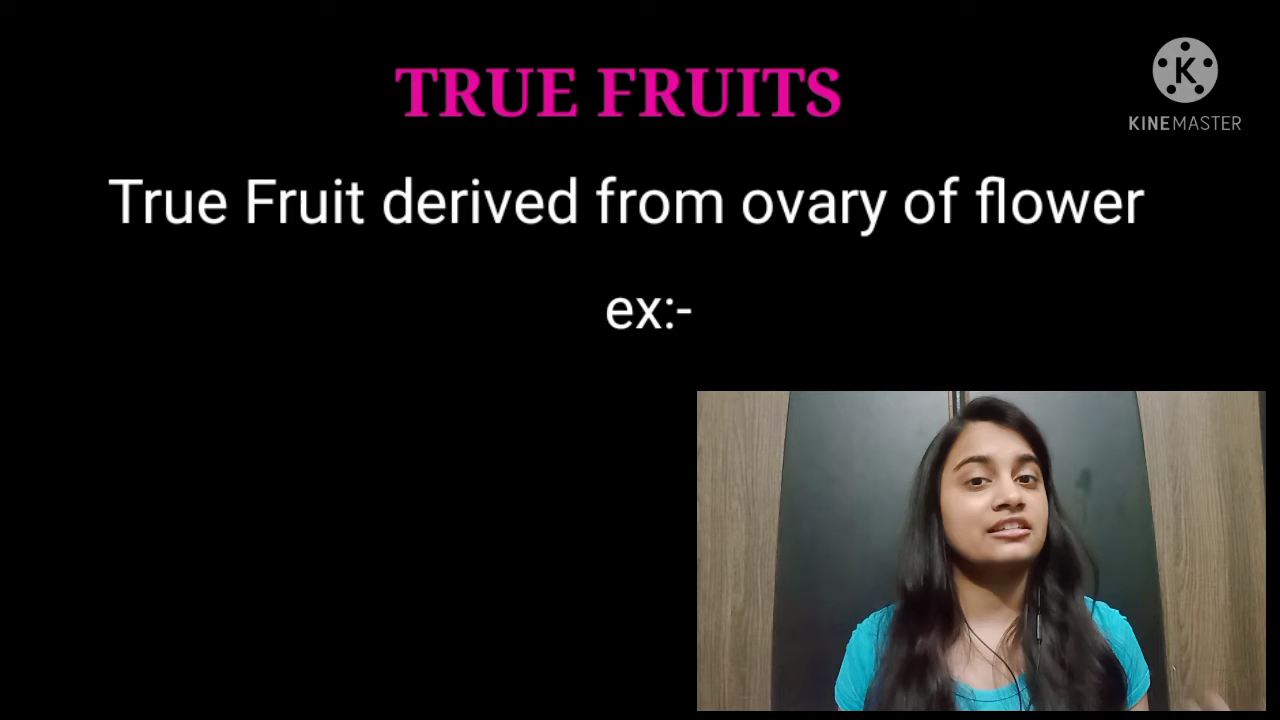 TRUE FRUITS
K
KINEMASTER
True Fruit derived from ovary of flower
ex:-